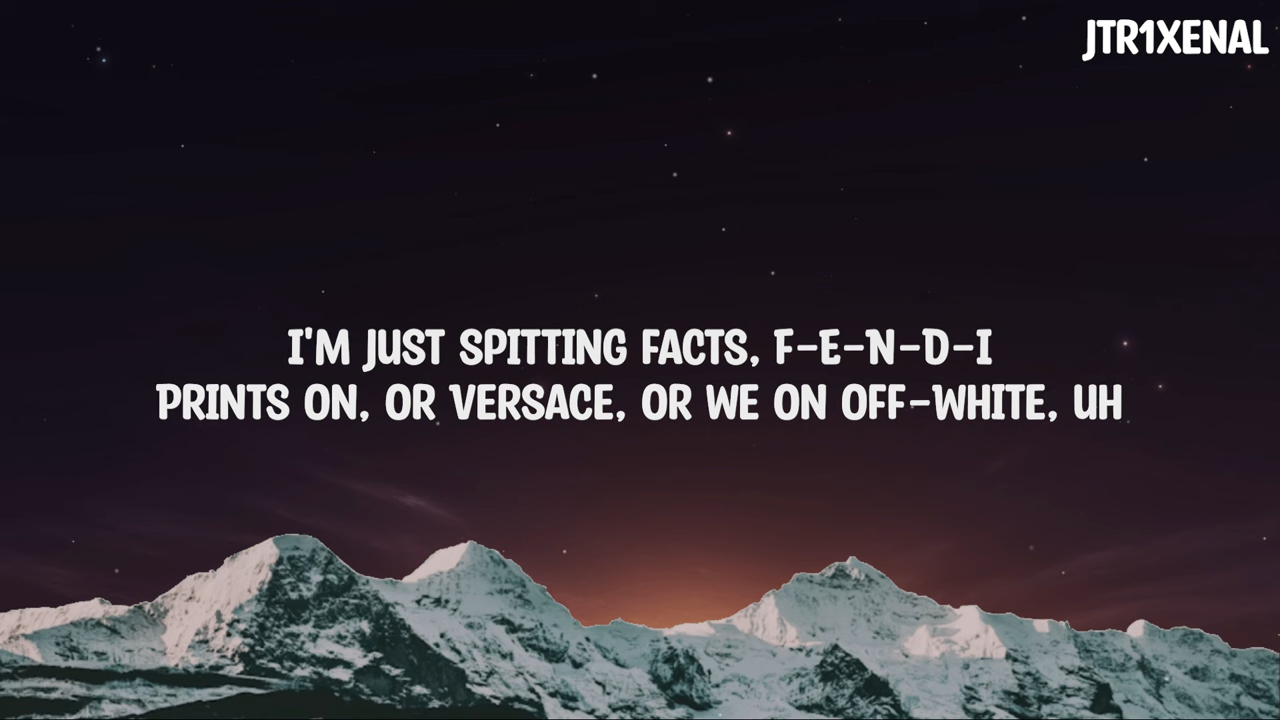 JTR1XENAL
I'M JUST SPITTING FACTS, F-E-N-D-I
PRINTS ON, OR VERSACE, OR WE ON OFF-WHITE, UH